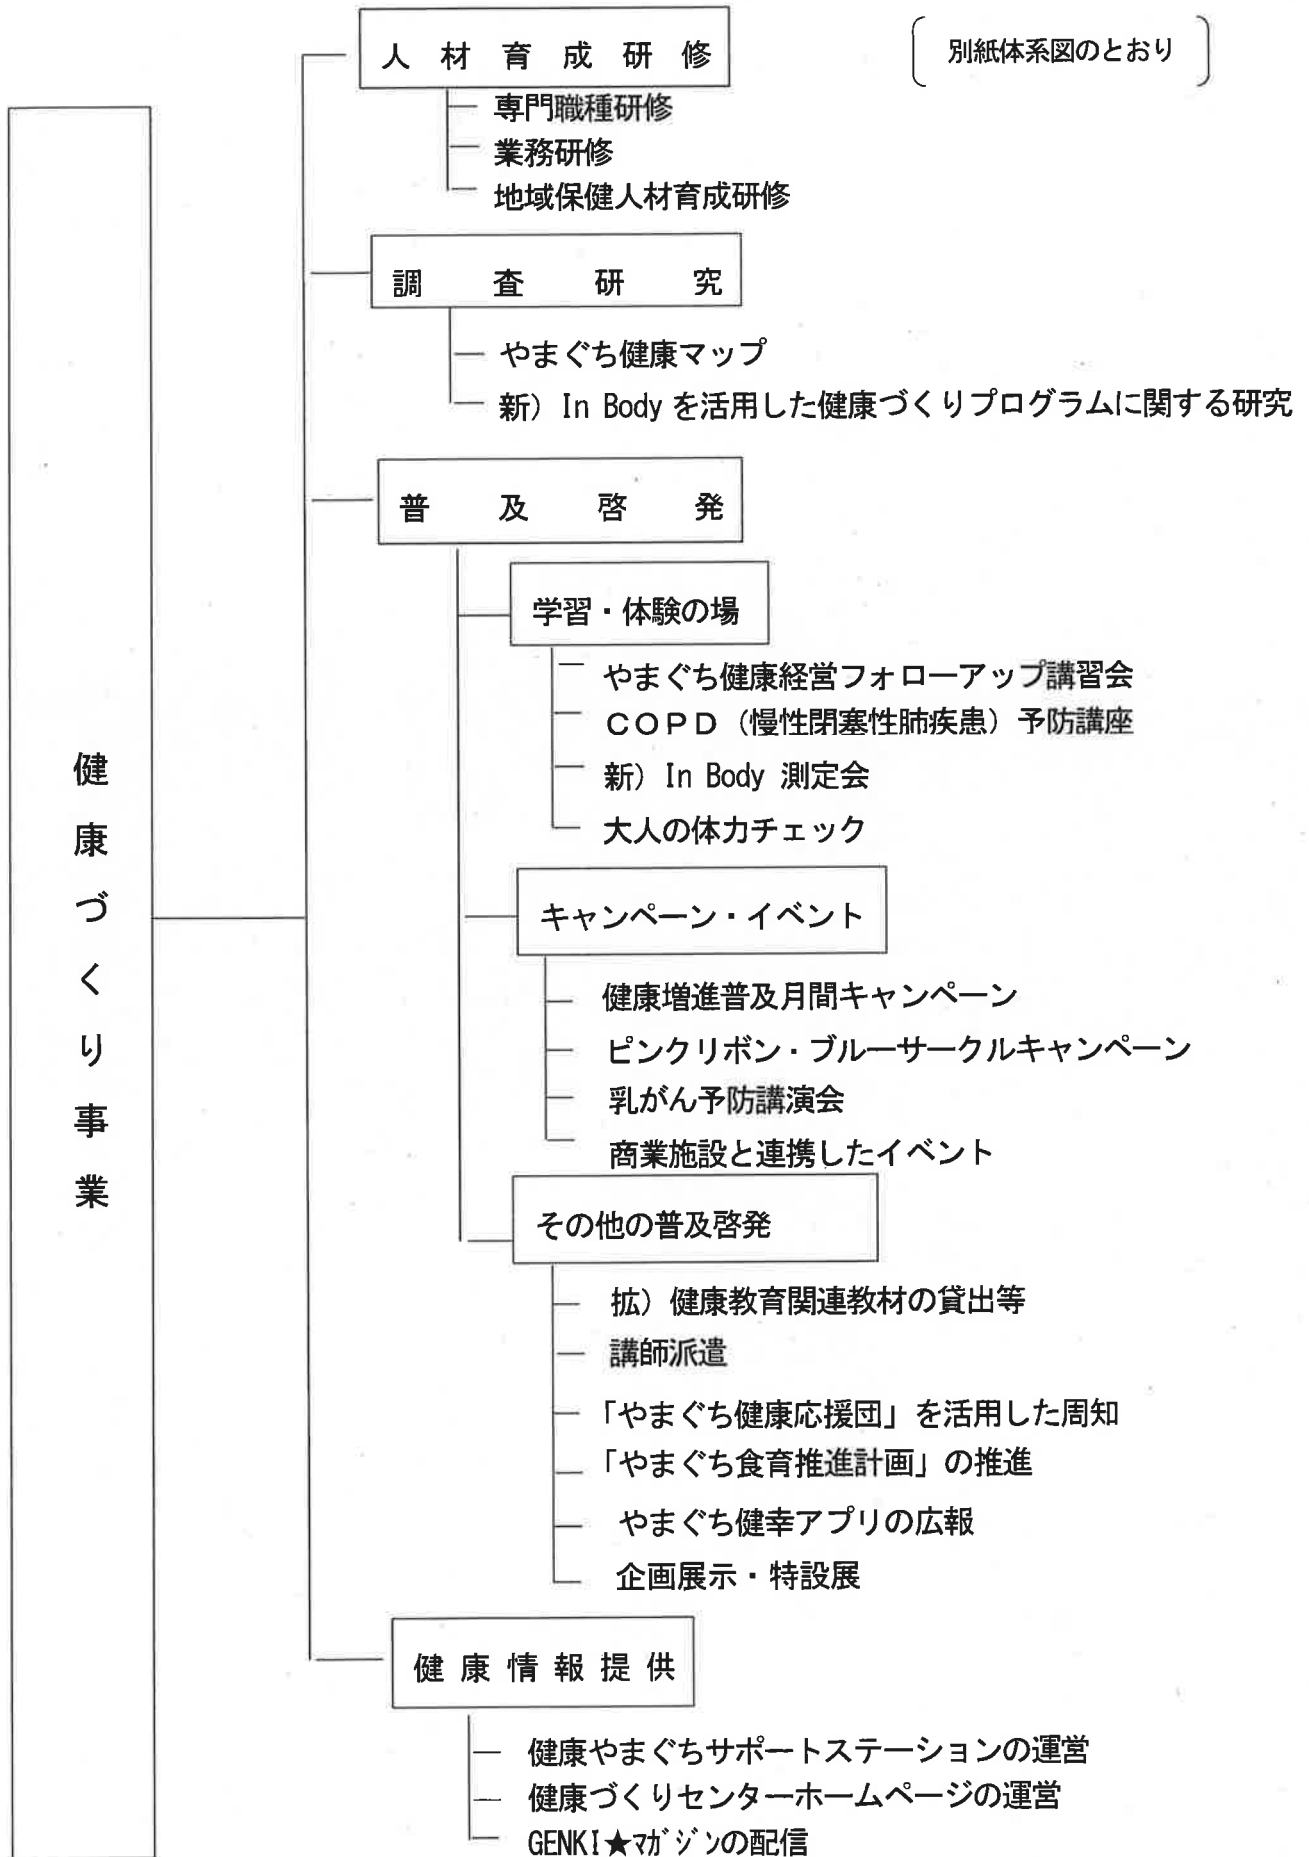 人材育成研修
別紙体系図のとおり
専門職種研修
業務研修
地域保健人材育成研修
調査研究
やまぐち健康マップ
新）In Body を活用した健康づくりプログラムに関する研究
普及啓発
学習・体験の場
やまぐち健康経営フォローアップ講習会
ＣＯＰＤ（慢性閉塞性肺疾患）予防講座
新）In Body 測定会
大人の体力チェック
健康づくり事業
キャンペーン・イベント
健康増進普及月間キャンペーン
ピンクリボン・ブルーサークルキャンペーン
乳がん予防講演会
商業施設と連携したイベント
その他の普及啓発
拡）健康教育関連教材の貸出等
講師派遣
「やまぐち健康応援団」を活用した周知
「やまぐち食育推進計画」の推進
やまぐち健幸アプリの広報
企画展示・特設展
健康情報提供
健康やまぐちサポートステーションの運営
健康づくりセンターホームページの運営
GENKI★ﾏｶﾞｼﾞﾝの配信